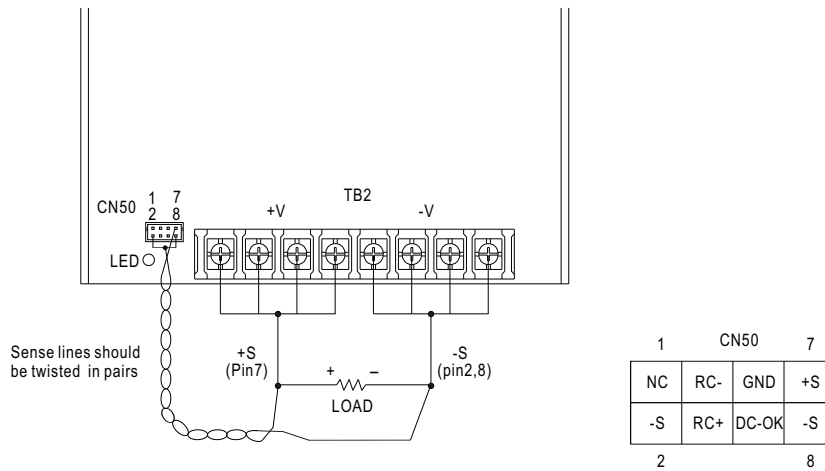 TB2
CN50
1 7
2 8
+V
-V
LED
Sense lines should
be twisted in pairs
+S
(Pin7)
-S
(pin2,8)
+ –
LOAD
1 CN50 7
NC RC- GND +S
-S RC+ DC-OK -S
2 8